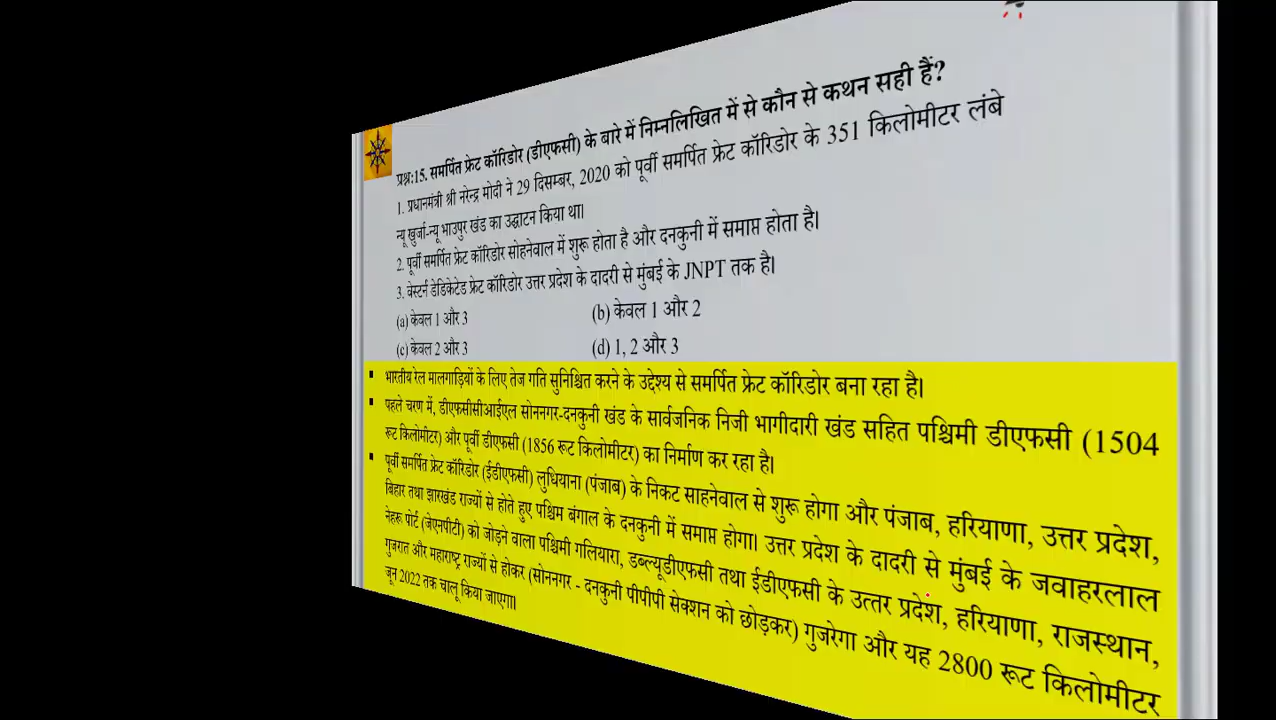 प्रश्न:15. समर्पित फ्रेट कॉरिडोर (डीएफसी) के बारे में निम्नलिखित में से कौन से कथन सही हैं?
1. प्रधानमंत्री श्री नरेन्द्र मोदी ने 29 दिसम्बर, 2020 को पूर्वी समर्पित फ्रेट कॉरिडोर के 351 किलोमीटर लंबे
न्यू खुर्जा-न्यू भाउपुर खंड का उद्घाटन किया था।
2. पूर्वी समर्पित फ्रेट कॉरिडोर सोहनेवाल में शुरू होता है और दनकुनी में समाप्त होता है।
3. वेस्टर्न डेडिकेटेड फ्रेट कॉरिडोर उत्तर प्रदेश के दादरी से मुंबई के JNPT तक है।
(a) केवल 1 और 3 (b) केवल 1 और 2
(c) केवल 2 और 3 (d) 1, 2 और 3
▪ भारतीय रेल मालगाड़ियों के लिए तेज गति सुनिश्चित करने के उद्देश्य से समर्पित फ्रेट कॉरिडोर बना रहा है।
▪ पहले चरण में, डीएफसीसीआईएल सोननगर-दनकुनी खंड के सार्वजनिक निजी भागीदारी खंड सहित पश्चिमी डीएफसी (1504
रूट किलोमीटर) और पूर्वी डीएफसी (1856 रूट किलोमीटर) का निर्माण कर रहा है।
▪ पूर्वी समर्पित फ्रेट कॉरिडोर (ईडीएफसी) लुधियाना (पंजाब) के निकट साहनेवाल से शुरू होगा और पंजाब, हरियाणा, उत्तर प्रदेश,
बिहार तथा झारखंड राज्यों से होते हुए पश्चिम बंगाल के दनकुनी में समाप्त होगा। उत्तर प्रदेश के दादरी से मुंबई के जवाहरलाल
नेहरू पोर्ट (जेएनपीटी) को जोड़ने वाला पश्चिमी गलियारा, डब्ल्यूडीएफसी तथा ईडीएफसी के उत्तर प्रदेश, हरियाणा, राजस्थान,
गुजरात और महाराष्ट्र राज्यों से होकर (सोननगर - दनकुनी पीपीपी सेक्शन को छोड़कर) गुजरेगा और यह 2800 रूट किलोमीटर
जून 2022 तक चालू किया जाएगा।